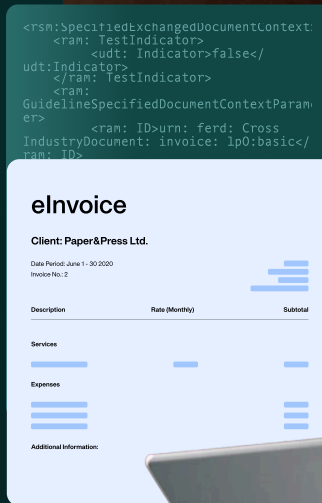 <rsm:SpecifiedExchangedDocumentContext>
<ram: TestIndicator>
<udt: Indicator>false</
udt:Indicator>
</ram: TestIndicator>
<ram:
GuidelineSpecifiedDocumentContextParam
er>
<ram: ID>urn: ferd: Cross
IndustryDocument: invoice: 1p0:basic</
ram: ID>
eInvoice
Client: Paper&Press Ltd.
Date Period: June 1 - 30 2020
Invoice No.: 2
Description Rate (Monthly) Subtotal
Services
Expenses
Additional Information: